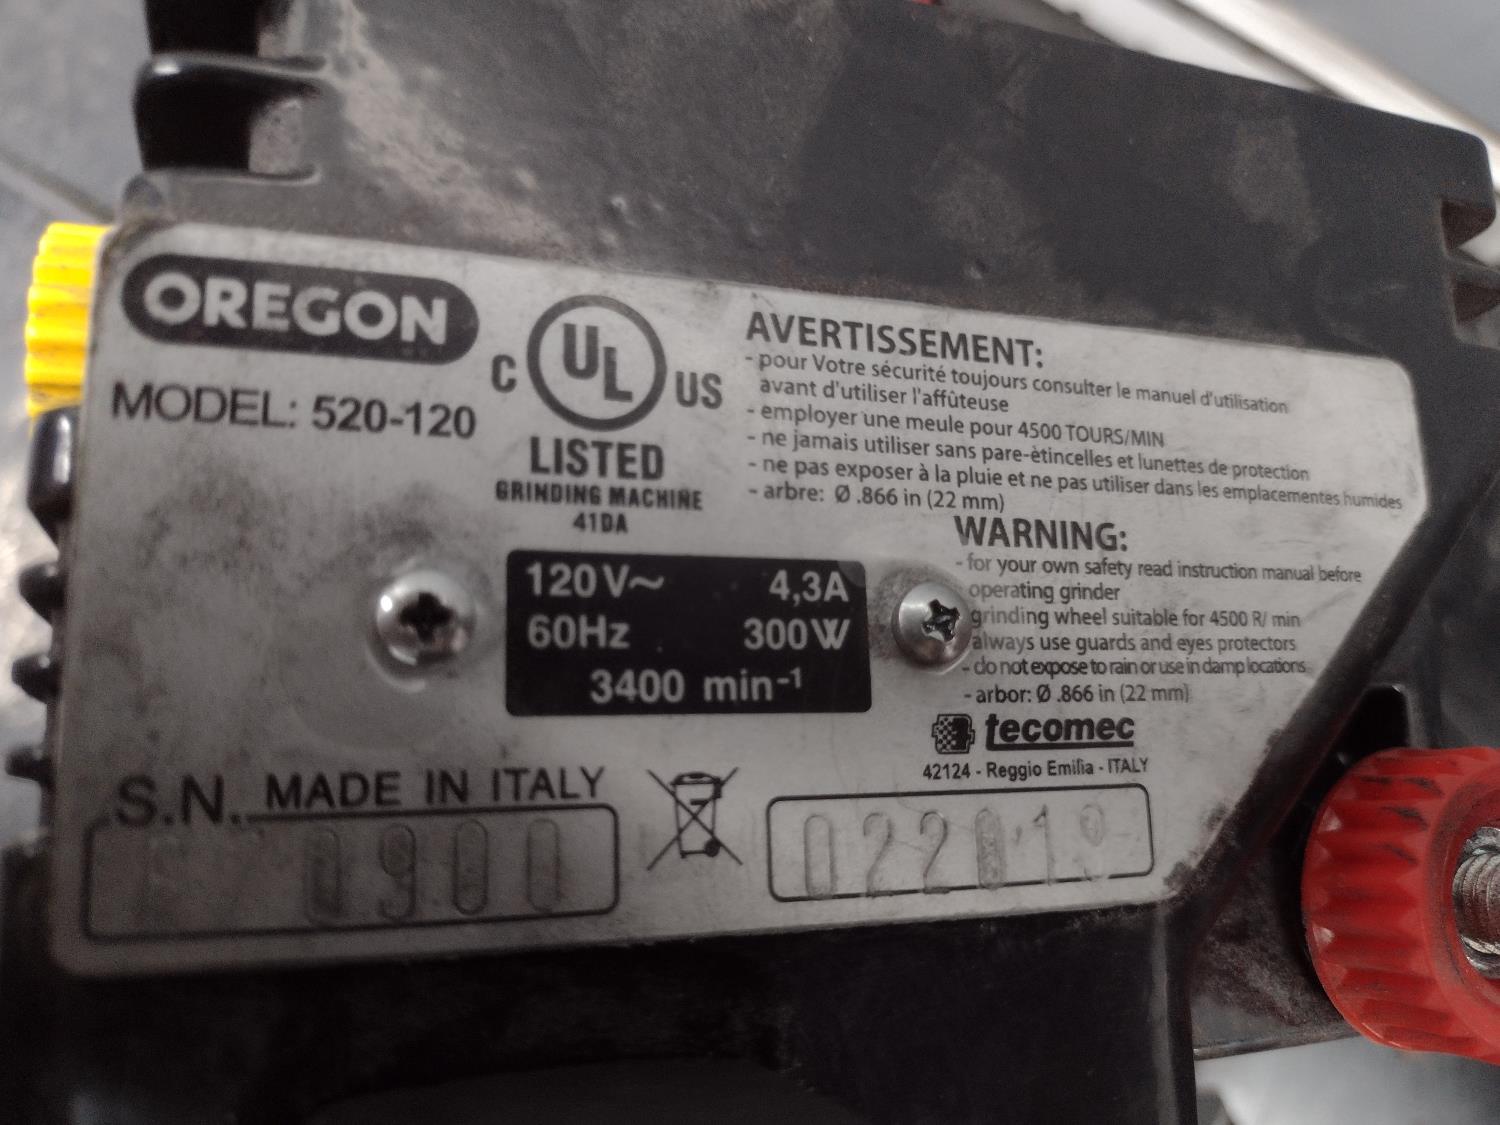 OREGON
MODEL: 520-120
C UL US
LISTED
GRINDING MACHINE
41DA
AVERTISSEMENT:
- pour Votre sécurité toujours consulter le manuel d'utilisation
avant d'utiliser l'affûteuse
- employer une meule pour 4500 TOURS/MIN
- ne jamais utiliser sans pare-ètincelles et lunettes de protection
- ne pas exposer à la pluie et ne pas utiliser dans les emplacementes humides
- arbre: Ø .866 in (22 mm)
WARNING:
- for your own safety read instruction manual before
operating grinder
grinding wheel suitable for 4500 R/ min
always use guards and eyes protectors
- do not expose to rain or use in damp locations
- arbor: Ø .866 in (22 mm)
120 V~ 4,3A
60Hz 300W
3400 min⁻¹
tecomec
42124 - Reggio Emilia - ITALY
S.N. MADE IN ITALY
0900
022019